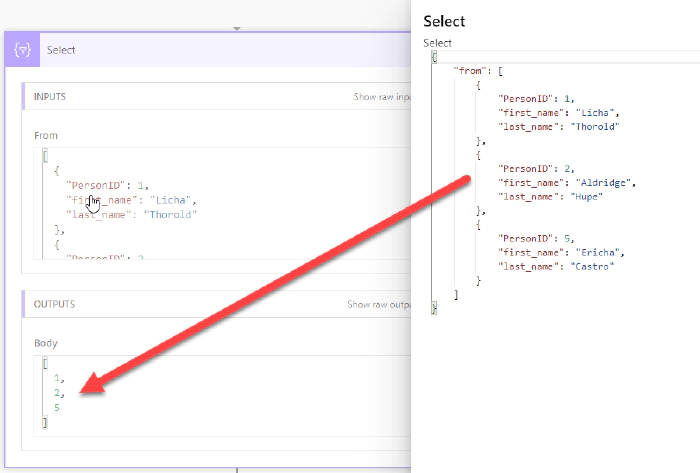 {▽} Select
INPUTS
Show raw inpu
From
[
{
"PersonID": 1,
"first_name": "Licha",
"last_name": "Thorold"
},
{
"PersonID": 2,
OUTPUTS
Show raw outpu
Body
[
1,
2,
5
]
Select
Select
{
"from": [
{
"PersonID": 1,
"first_name": "Licha",
"last_name": "Thorold"
},
{
"PersonID": 2,
"first_name": "Aldridge",
"last_name": "Hupe"
},
{
"PersonID": 5,
"first_name": "Ericha",
"last_name": "Castro"
}
]
}